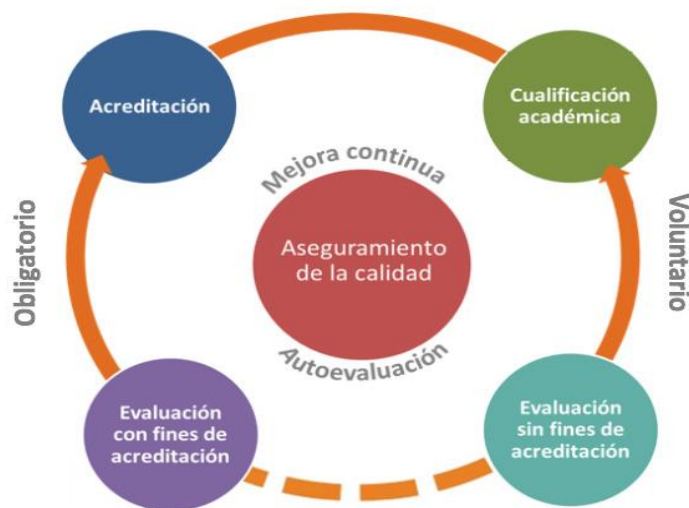 Acreditación
Cualificación
académica
Mejora continua
Obligatorio
Voluntario
Aseguramiento
de la calidad
Autoevaluación
Evaluación
con fines de
acreditación
Evaluación
sin fines de
acreditación